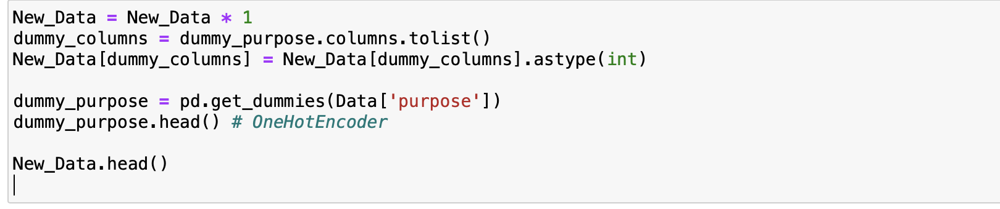 New_Data = New_Data * 1
dummy_columns = dummy_purpose.columns.tolist()
New_Data[dummy_columns] = New_Data[dummy_columns].astype(int)

dummy_purpose = pd.get_dummies(Data['purpose'])
dummy_purpose.head() # OneHotEncoder

New_Data.head()